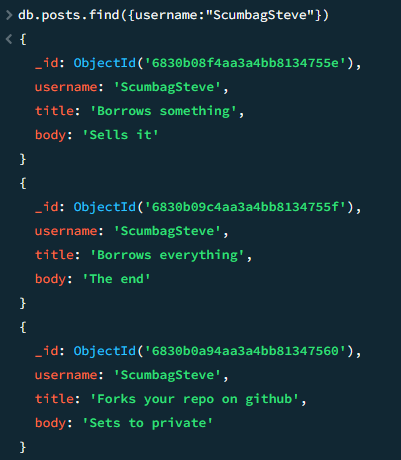 > db.posts.find({username:"ScumbagSteve"})
< {
_id: ObjectId('6830b08f4aa3a4bb8134755e'),
username: 'ScumbagSteve',
title: 'Borrows something',
body: 'Sells it'
}
{
_id: ObjectId('6830b09c4aa3a4bb8134755f'),
username: 'ScumbagSteve',
title: 'Borrows everything',
body: 'The end'
}
{
_id: ObjectId('6830b0a94aa3a4bb81347560'),
username: 'ScumbagSteve',
title: 'Forks your repo on github',
body: 'Sets to private'
}